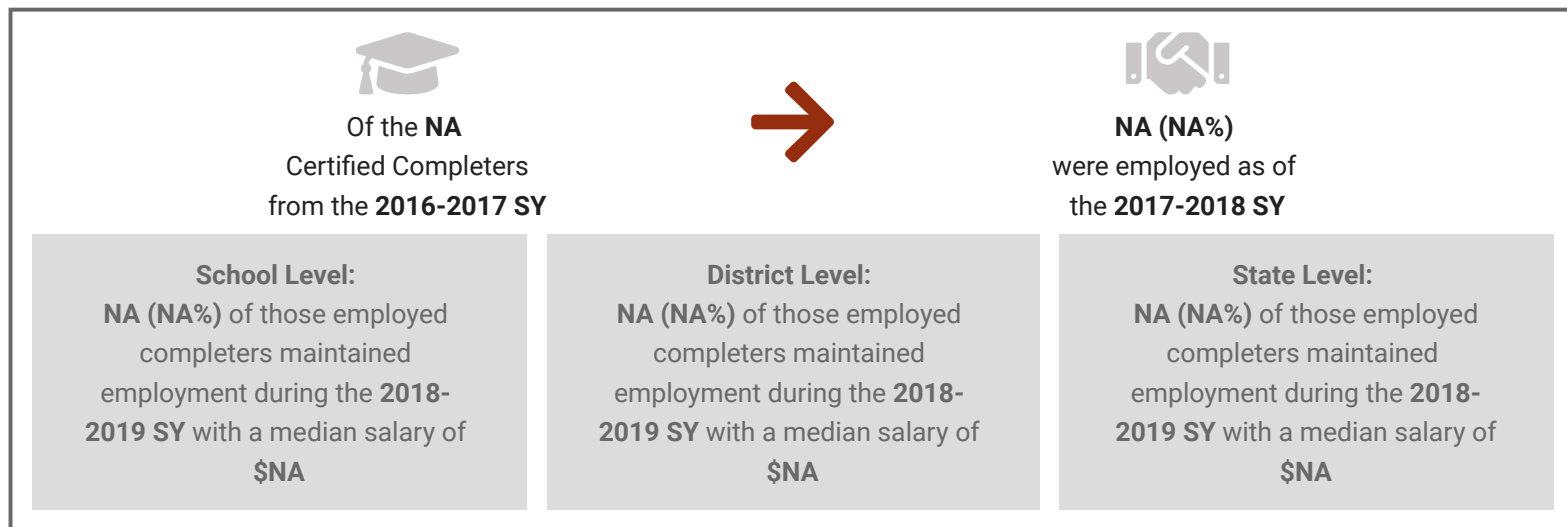 Of the NA
Certified Completers
from the 2016-2017 SY
NA (NA%)
were employed as of
the 2017-2018 SY
School Level:
NA (NA%) of those employed
completers maintained
employment during the 2018-
2019 SY with a median salary of
$NA
District Level:
NA (NA%) of those employed
completers maintained
employment during the 2018-
2019 SY with a median salary of
$NA
State Level:
NA (NA%) of those employed
completers maintained
employment during the 2018-
2019 SY with a median salary of
$NA